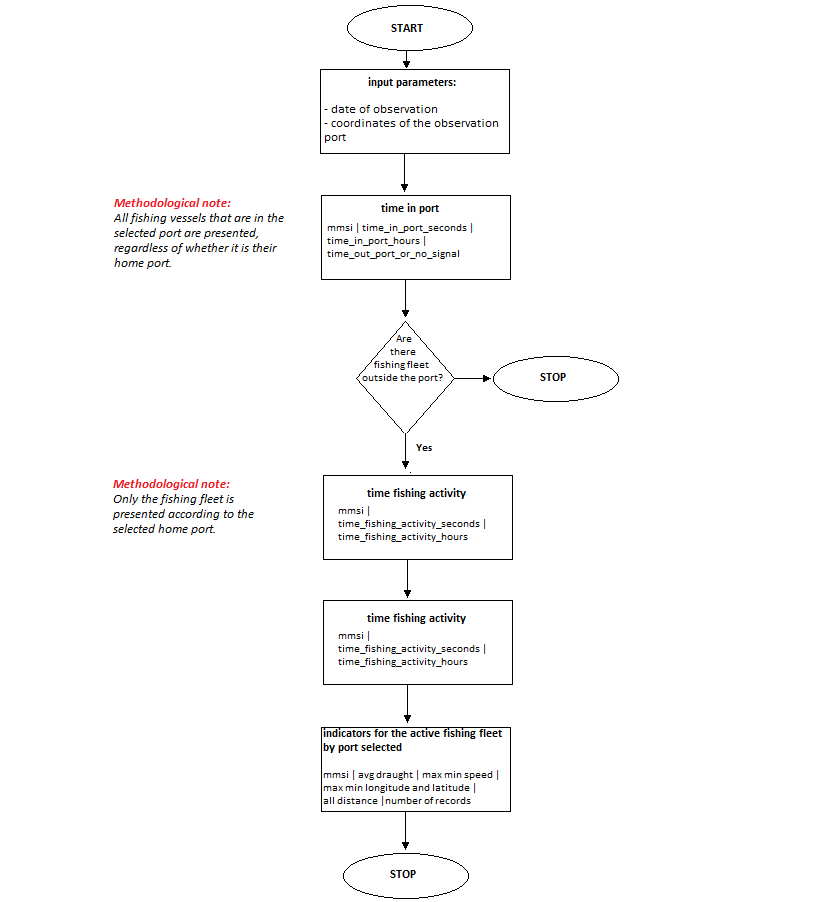 START
input parameters:
- date of observation
- coordinates of the observation
port
Methodological note:
All fishing vessels that are in the
selected port are presented,
regardless of whether it is their
home port.
time in port
mmsi | time_in_port_seconds |
time_in_port_hours |
time_out_port_or_no_signal
Are
there
fishing fleet
outside the port?
STOP
Yes
Methodological note:
Only the fishing fleet is
presented according to the
selected home port.
time fishing activity
mmsi |
time_fishing_activity_seconds |
time_fishing_activity_hours
time fishing activity
mmsi |
time_fishing_activity_seconds |
time_fishing_activity_hours
indicators for the active fishing fleet
by port selected
mmsi | avg draught | max min speed |
max min longitude and latitude |
all distance |number of records
STOP